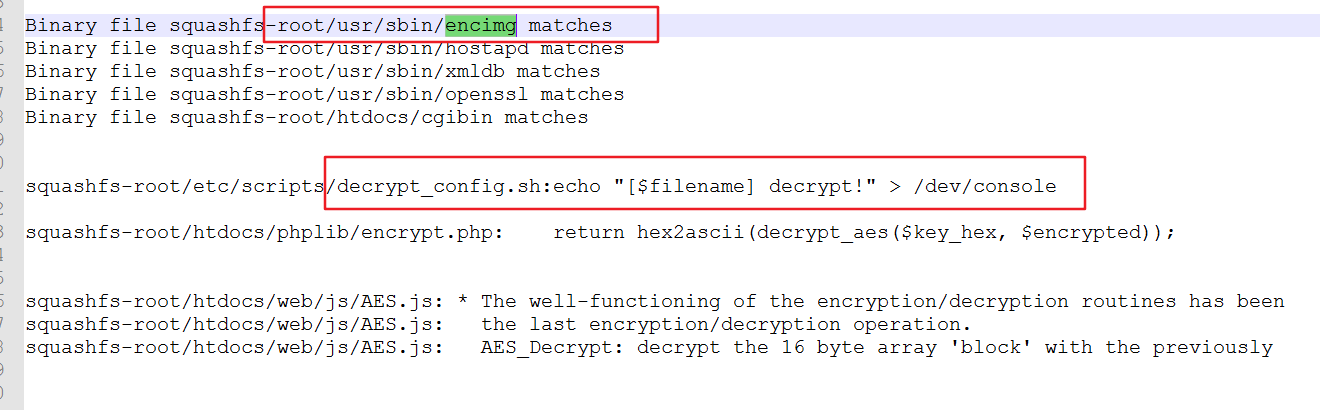 Binary file squashfs-root/usr/sbin/encimg matches
Binary file squashfs-root/usr/sbin/hostapd matches
Binary file squashfs-root/usr/sbin/xmldb matches
Binary file squashfs-root/usr/sbin/openssl matches
Binary file squashfs-root/htdocs/cgibin matches
squashfs-root/etc/scripts/decrypt_config.sh:echo "[$filename] decrypt!" > /dev/console
squashfs-root/htdocs/phplib/encrypt.php:    return hex2ascii(decrypt_aes($key_hex, $encrypted));
squashfs-root/htdocs/web/js/AES.js: * The well-functioning of the encryption/decryption routines has been
squashfs-root/htdocs/web/js/AES.js:   the last encryption/decryption operation.
squashfs-root/htdocs/web/js/AES.js:   AES_Decrypt: decrypt the 16 byte array 'block' with the previously